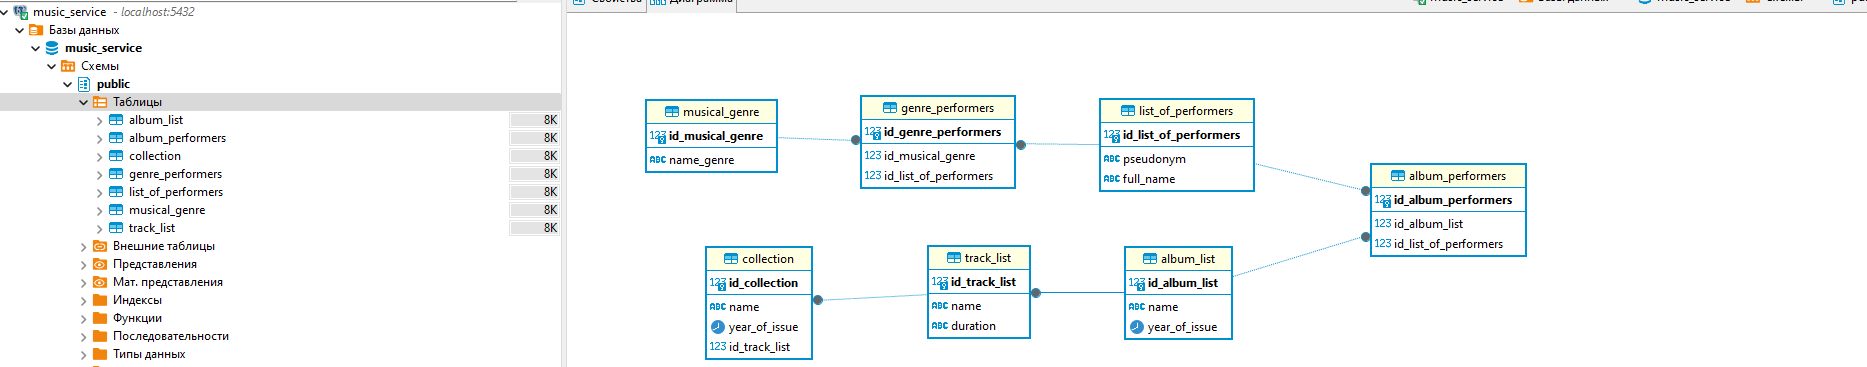 music_service - localhost:5432
Базы данных
music_service
Схемы
public
Таблицы
album_list 8K
album_performers 8K
collection 8K
genre_performers 8K
list_of_performers 8K
musical_genre 8K
track_list 8K
Внешние таблицы
Представления
Мат. представления
Индексы
Функции
Последовательности
Типы данных
Свойства
Диаграмма
musical_genre
123 id_musical_genre
ABC name_genre
genre_performers
123 id_genre_performers
123 id_musical_genre
123 id_list_of_performers
list_of_performers
123 id_list_of_performers
ABC pseudonym
ABC full_name
album_performers
123 id_album_performers
123 id_album_list
123 id_list_of_performers
collection
123 id_collection
ABC name
year_of_issue
123 id_track_list
track_list
123 id_track_list
ABC name
ABC duration
album_list
123 id_album_list
ABC name
year_of_issue